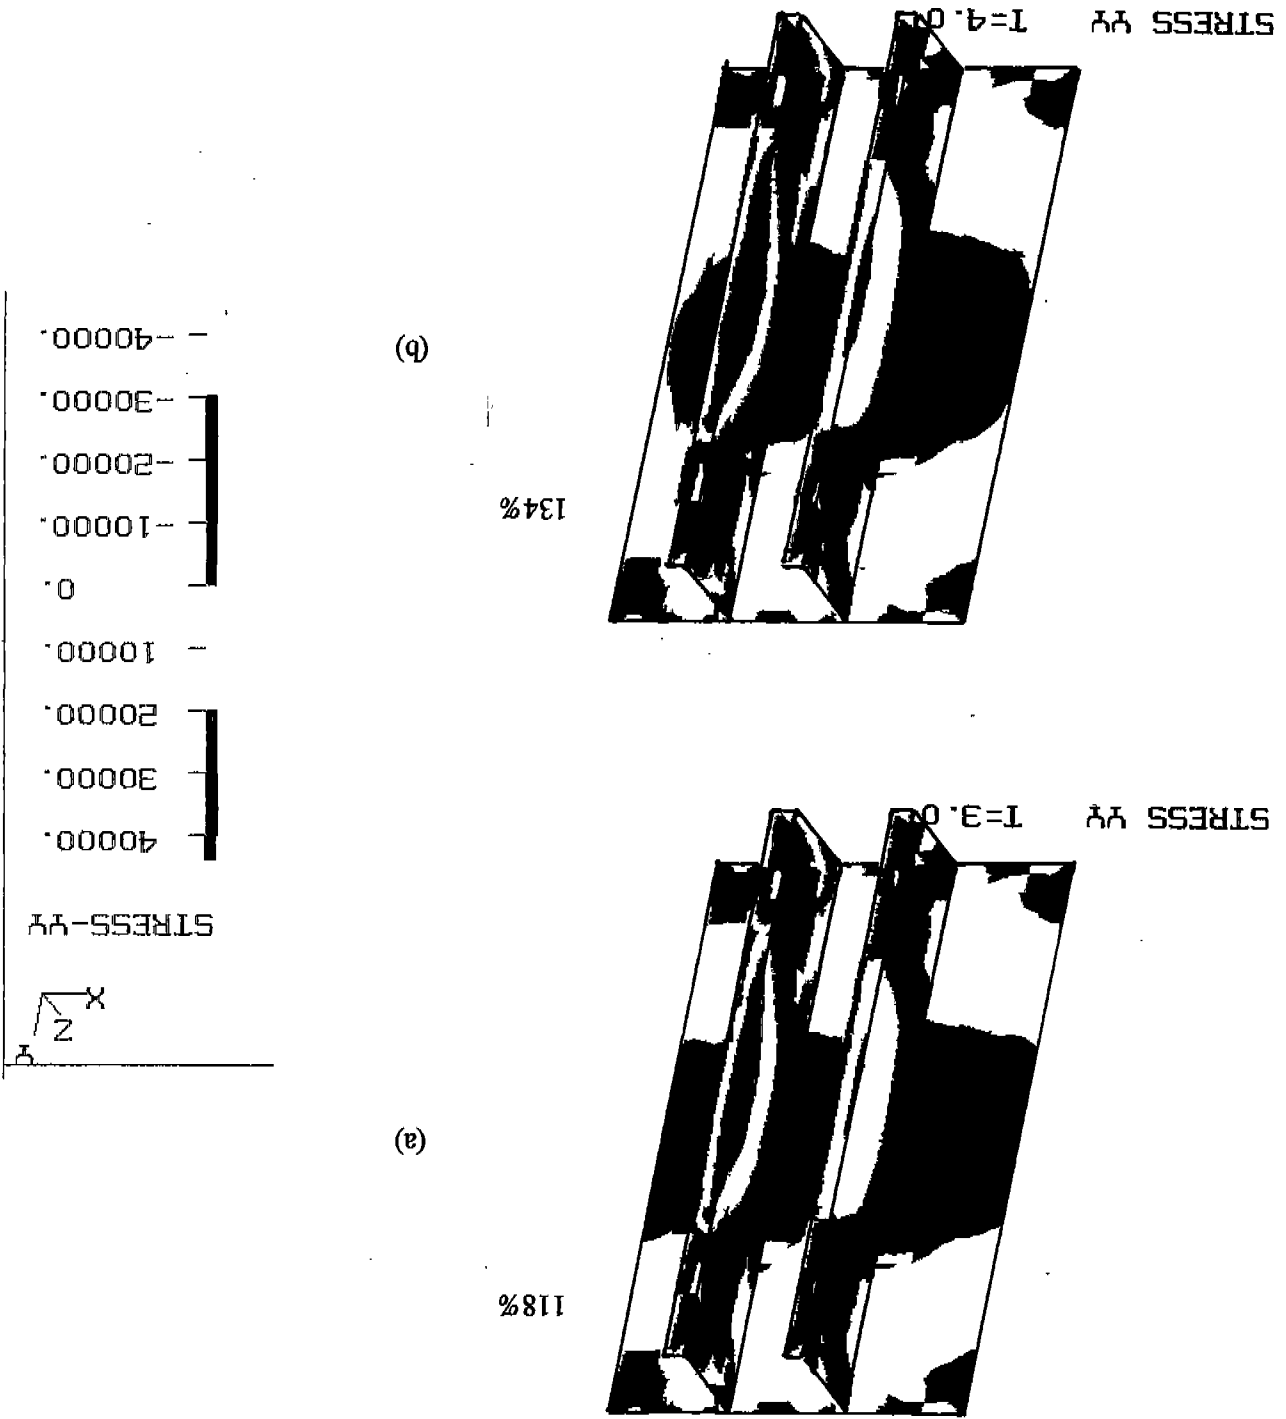 118%
(a)
STRESS YY T=3.0
134%
(b)
STRESS YY T=4.0
Y
Z
X
STRESS-YY
40000.
30000.
20000.
10000.
0.
-10000.
-20000.
-30000.
-40000.